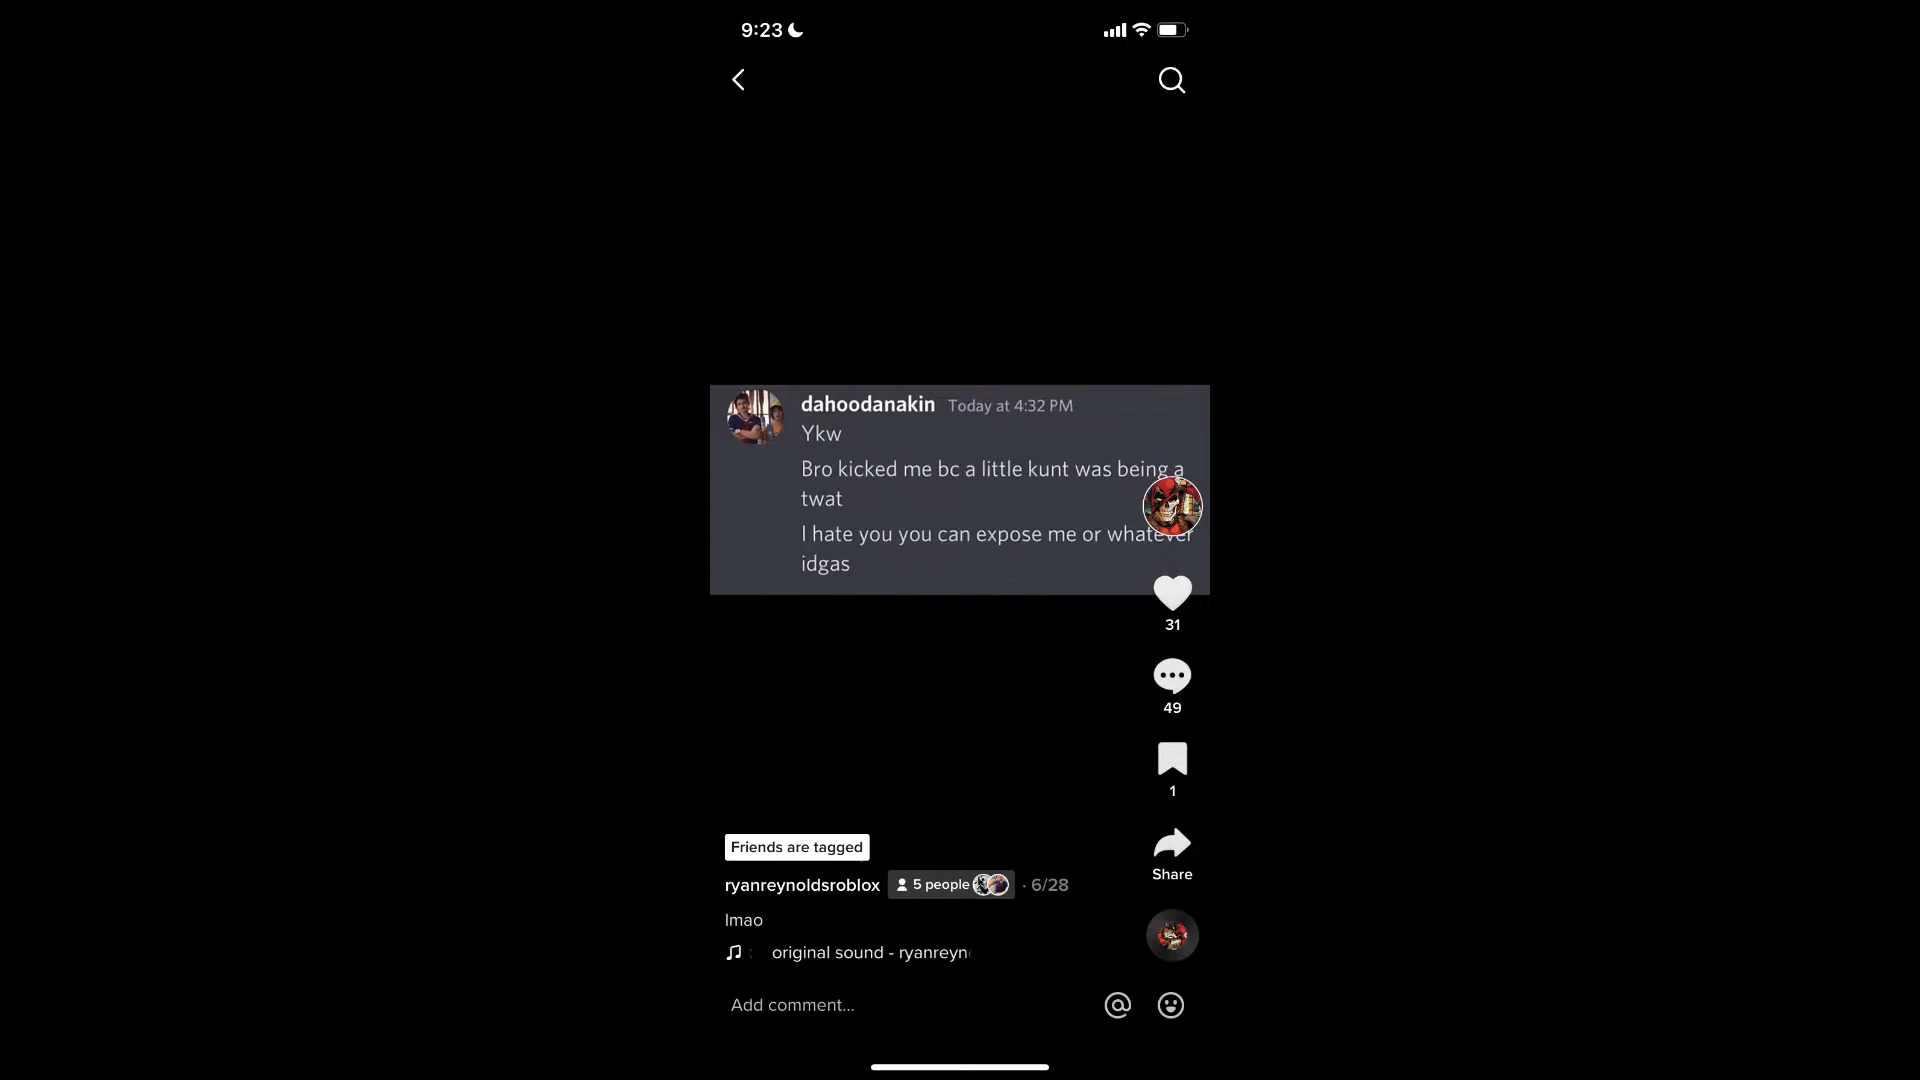 9:23
dahoodanakin Today at 4:32 PM
Ykw
Bro kicked me bc a little kunt was being a
twat
I hate you you can expose me or whatever
idgas
31
49
1
Share
Friends are tagged
ryanreynoldsroblox 5 people · 6/28
lmao
original sound - ryanreyn
Add comment...